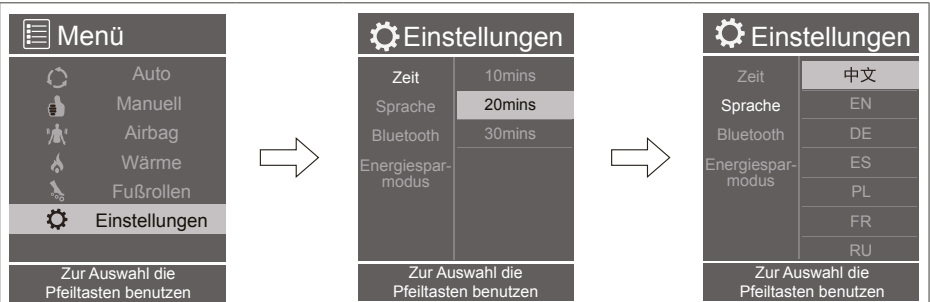 Menü
Auto
Manuell
Airbag
Wärme
Fußrollen
Einstellungen
Zur Auswahl die
Pfeiltasten benutzen
Einstellungen
Zeit
Sprache
Bluetooth
Energiespar-
modus
10mins
20mins
30mins
Zur Auswahl die
Pfeiltasten benutzen
Einstellungen
Zeit
Sprache
Bluetooth
Energiespar-
modus
中文
EN
DE
ES
PL
FR
RU
Zur Auswahl die
Pfeiltasten benutzen